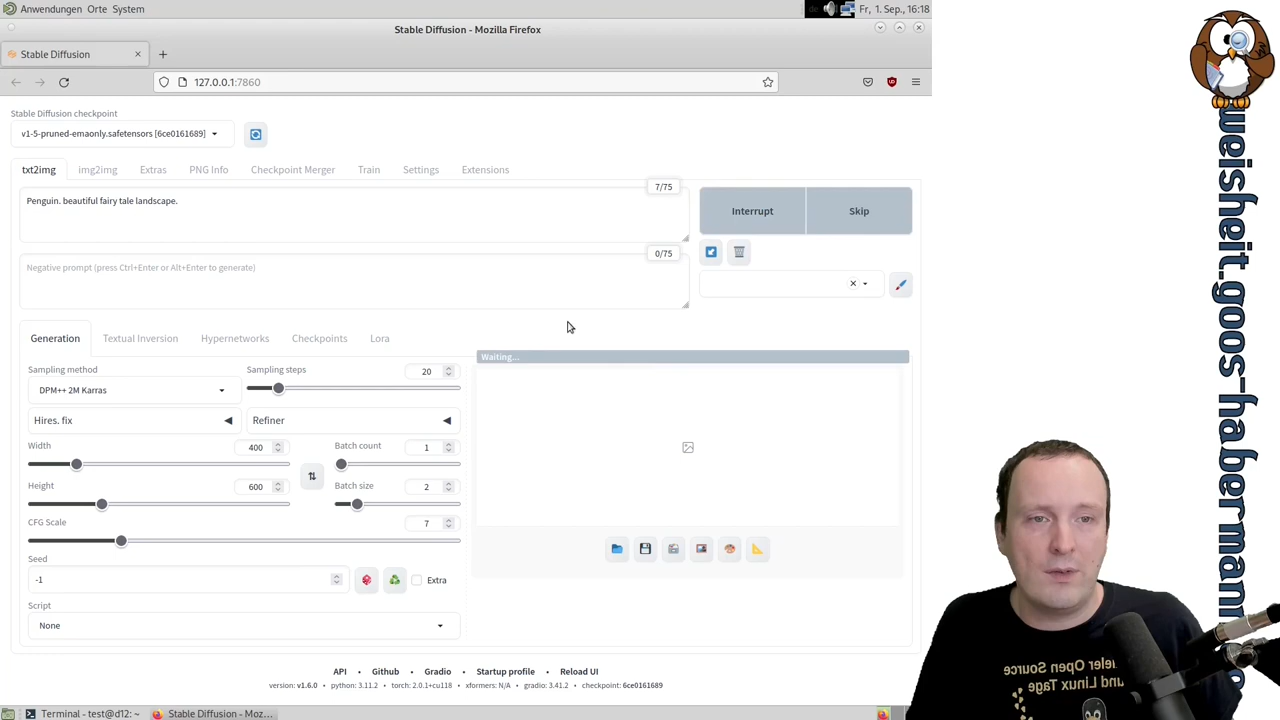 Anwendungen Orte System
de
Fr, 1. Sep., 16:18
Stable Diffusion - Mozilla Firefox
Stable Diffusion
127.0.0.1:7860
Stable Diffusion checkpoint
v1-5-pruned-emaonly.safetensors [6ce0161689]
txt2img img2img Extras PNG Info Checkpoint Merger Train Settings Extensions
7/75
Penguin. beautiful fairy tale landscape.
Interrupt Skip
0/75
Negative prompt (press Ctrl+Enter or Alt+Enter to generate)
Generation Textual Inversion Hypernetworks Checkpoints Lora
Waiting...
Sampling method
DPM++ 2M Karras
Sampling steps
20
Hires. fix
Refiner
Width
400
Batch count
1
Height
600
Batch size
2
CFG Scale
7
Seed
-1
Extra
Script
None
API • Github • Gradio • Startup profile • Reload UI
version: v1.6.0 • python: 3.11.2 • torch: 2.0.1+cu118 • xformers: N/A • gradio: 3.41.2 • checkpoint: 6ce0161689
Terminal - test@d12: ~
Stable Diffusion - Moz...
weisheit.goos-habermann.
ieler Open Source
und Linux Tage